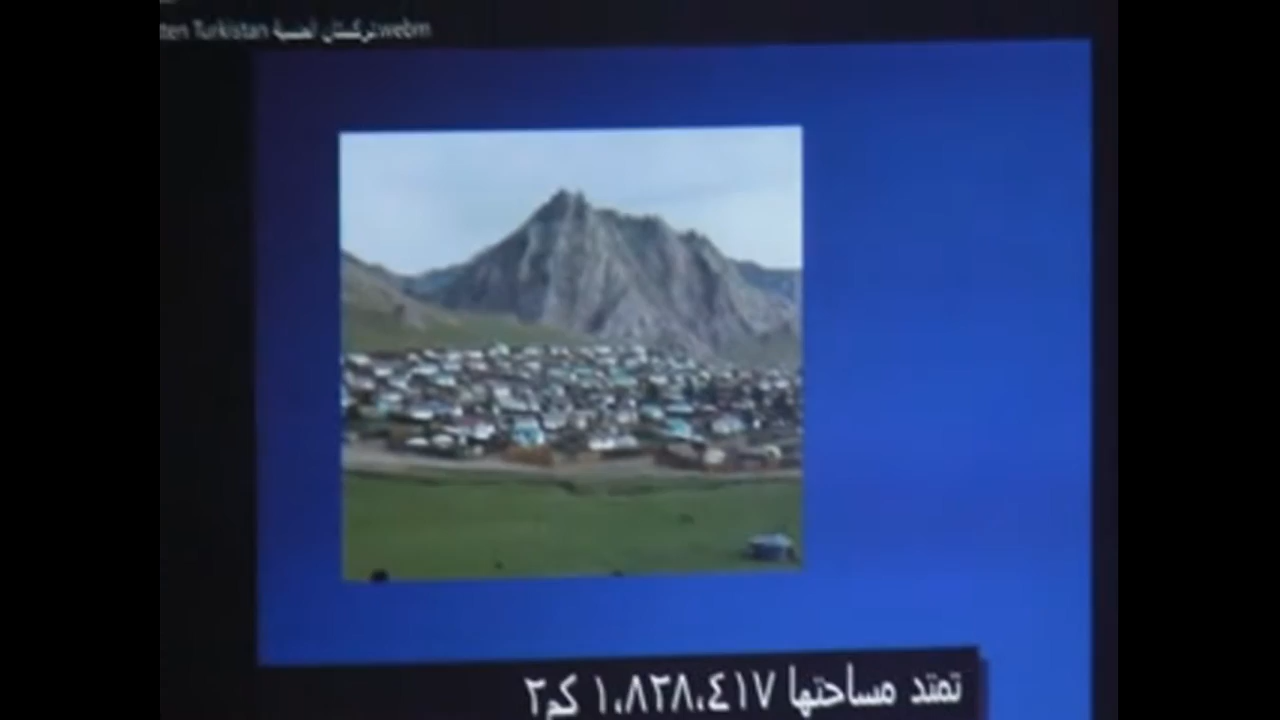 ten Turkistan تركستان المنسية.webm
تمتد مساحتها ١،٨٢٨،٤١٧ كم٢